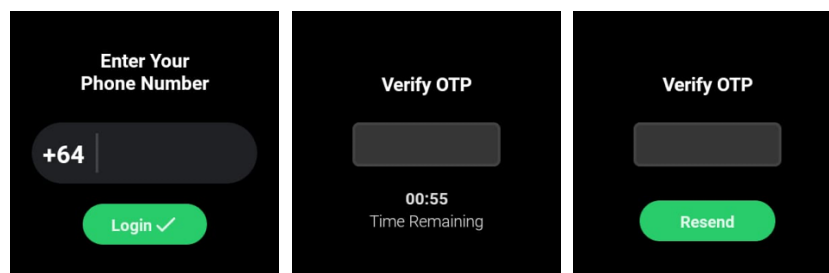 Enter Your
Phone Number
+64
Login
Verify OTP
00:55
Time Remaining
Verify OTP
Resend